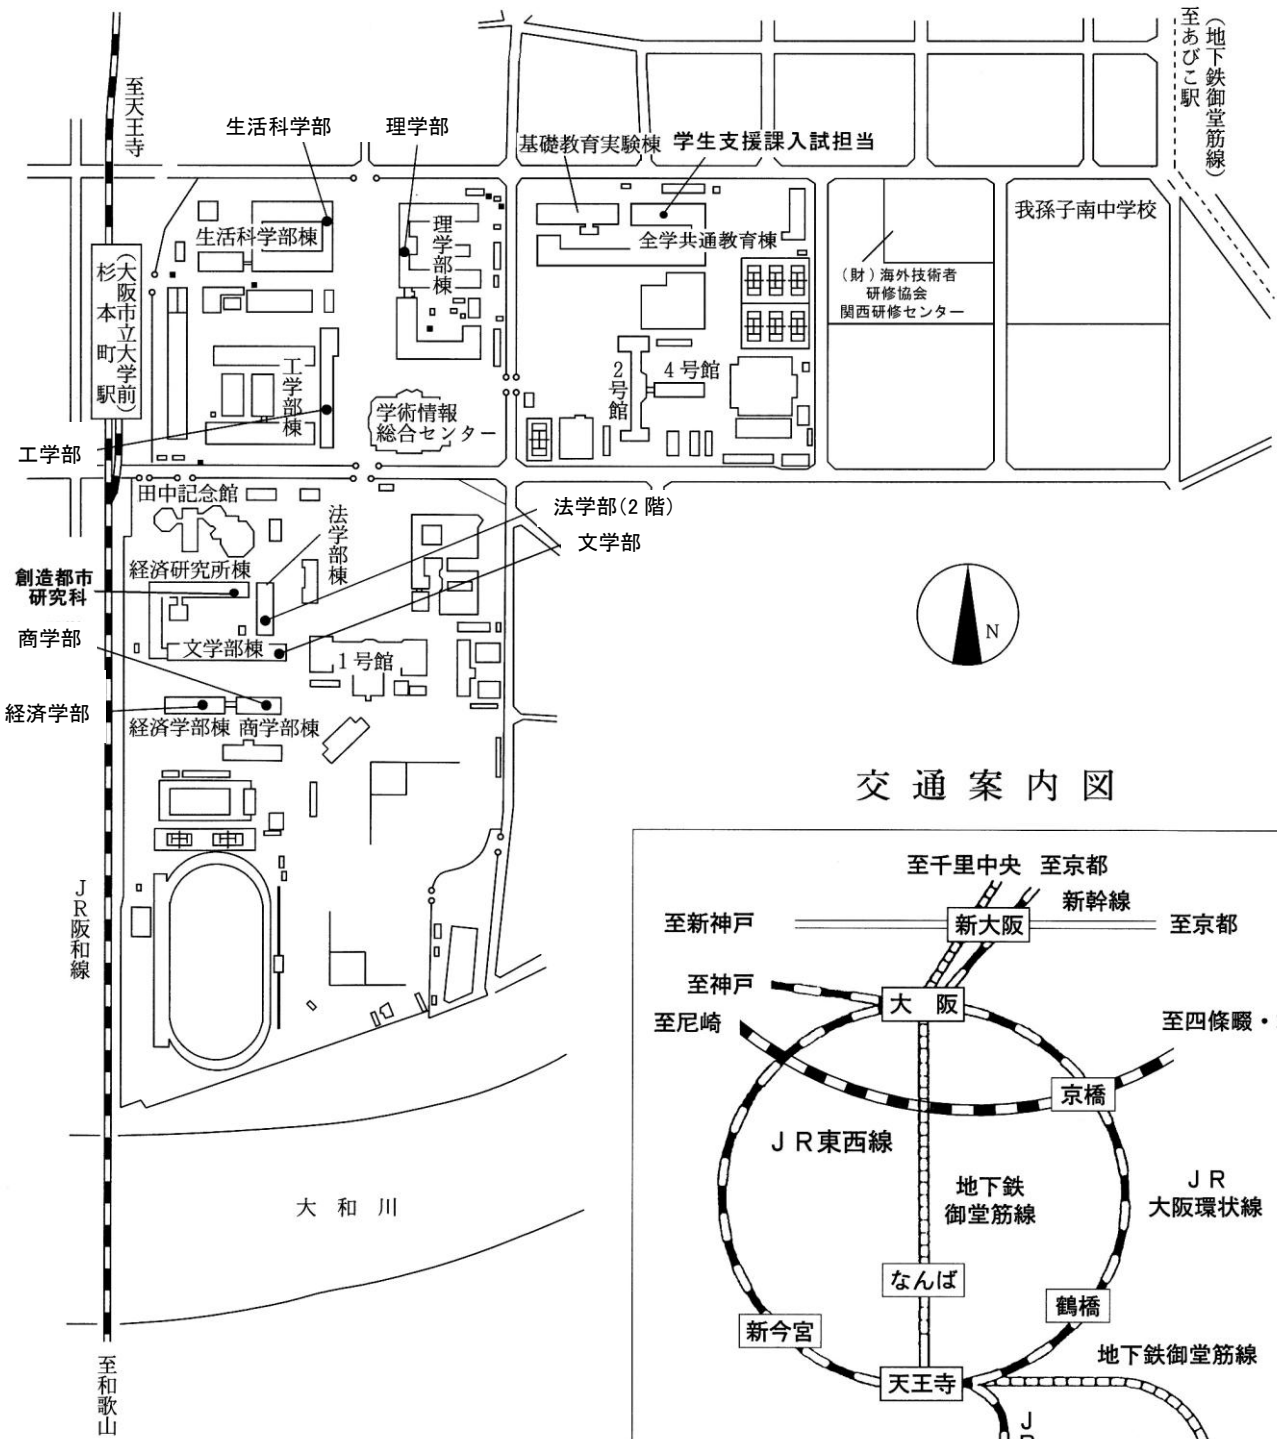 至天王寺
(地下鉄御堂筋線)
至あびこ駅
生活科学部
理学部
基礎教育実験棟
学生支援課入試担当
生活科学部棟
理学部棟
全学共通教育棟
我孫子南中学校
(財)海外技術者
研修協会
関西研修センター
(大阪市立大学前)
杉本町駅
工学部棟
学術情報
総合センター
2号館
4号館
工学部
田中記念館
法学部棟
法学部(2階)
文学部
経済研究所棟
創造都市
研究科
商学部
文学部棟
1号館
N
経済学部
経済学部棟
商学部棟
JR阪和線
大和川
至和歌山
交通案内図
至千里中央
至京都
新幹線
至新神戸
新大阪
至京都
至神戸
大阪
至尼崎
至四條畷・
京橋
JR東西線
地下鉄
御堂筋線
JR
大阪環状線
なんば
鶴橋
新今宮
地下鉄御堂筋線
天王寺
J